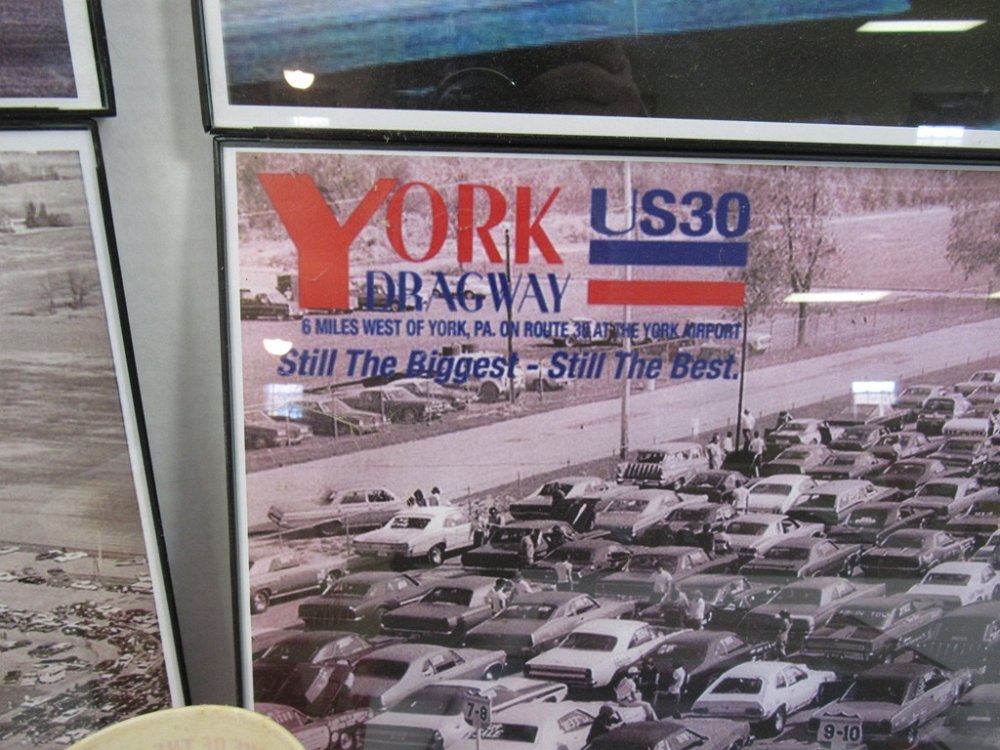 YORK US30
DRAGWAY
6 MILES WEST OF YORK, PA. ON ROUTE 30 AT THE YORK AIRPORT
Still The Biggest - Still The Best.
7-8
9-10